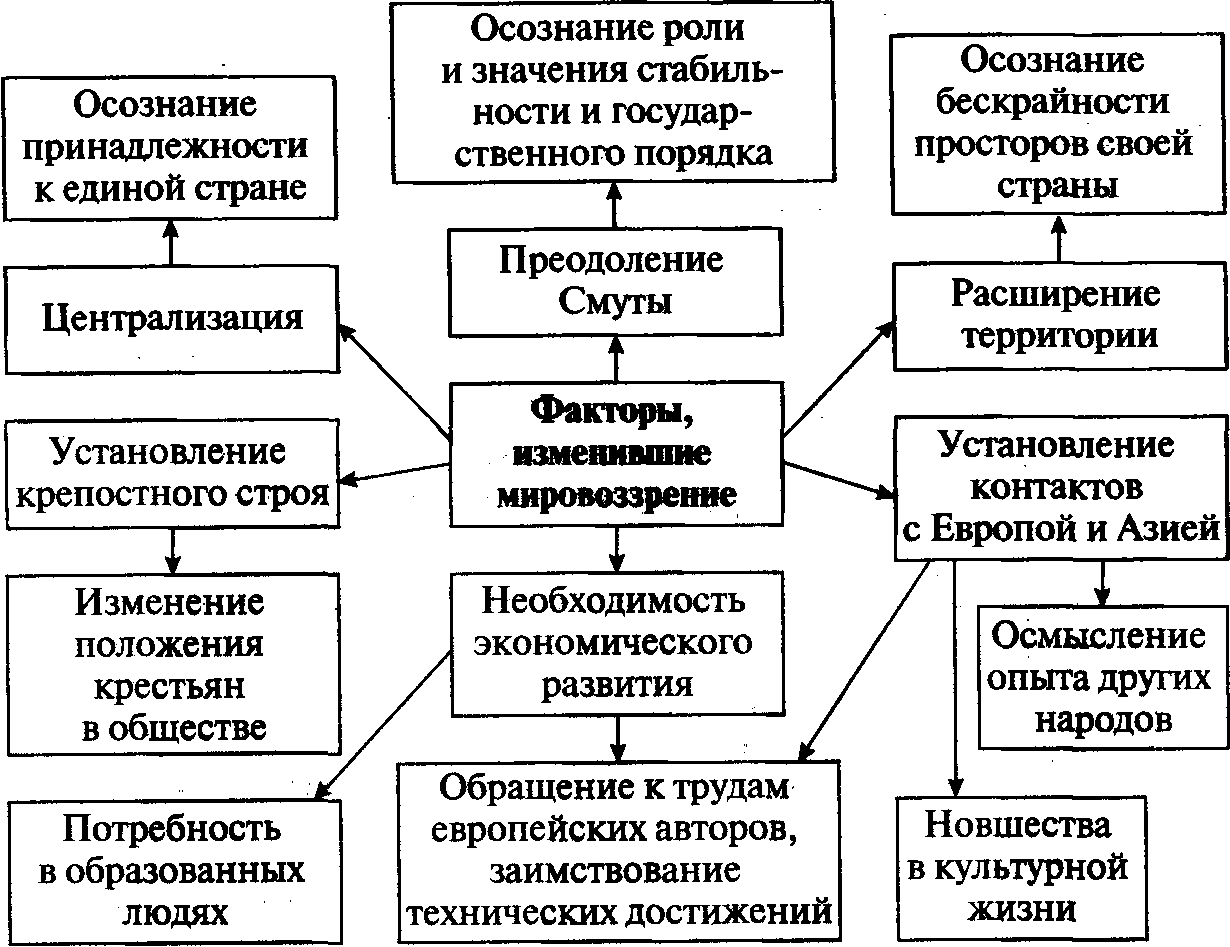 Осознание роли
и значения стабиль-
ности и государ-
ственного порядка
Осознание
принадлежности
к единой стране
Осознание
бескрайности
просторов своей
страны
Централизация
Преодоление
Смуты
Расширение
территории
Факторы,
изменившие
мировоззрение
Установление
крепостного строя
Установление
контактов
с Европой и Азией
Изменение
положения
крестьян
в обществе
Необходимость
экономического
развития
Осмысление
опыта других
народов
Потребность
в образованных
людях
Обращение к трудам
европейских авторов,
заимствование
технических достижений
Новшества
в культурной
жизни